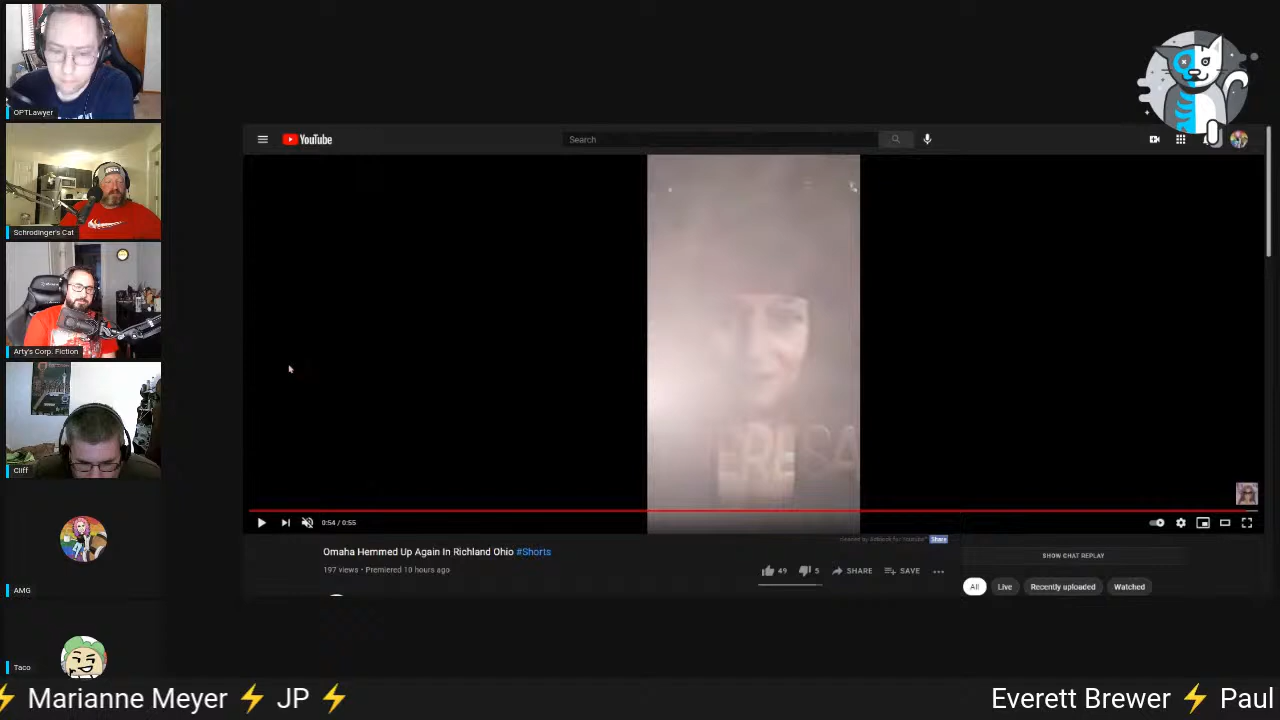 OPTLawyer
Schrodinger's Cat
Arty's Corp. Fiction
Cliff
AMG
Taco
YouTube
Search
0:54 / 0:55
Omaha Hemmed Up Again In Richland Ohio #Shorts
197 views • Premiered 10 hours ago
49
5
SHARE
SAVE
Share
SHOW CHAT REPLAY
All
Live
Recently uploaded
Watched
⚡ Marianne Meyer ⚡ JP ⚡
Everett Brewer ⚡ Paul